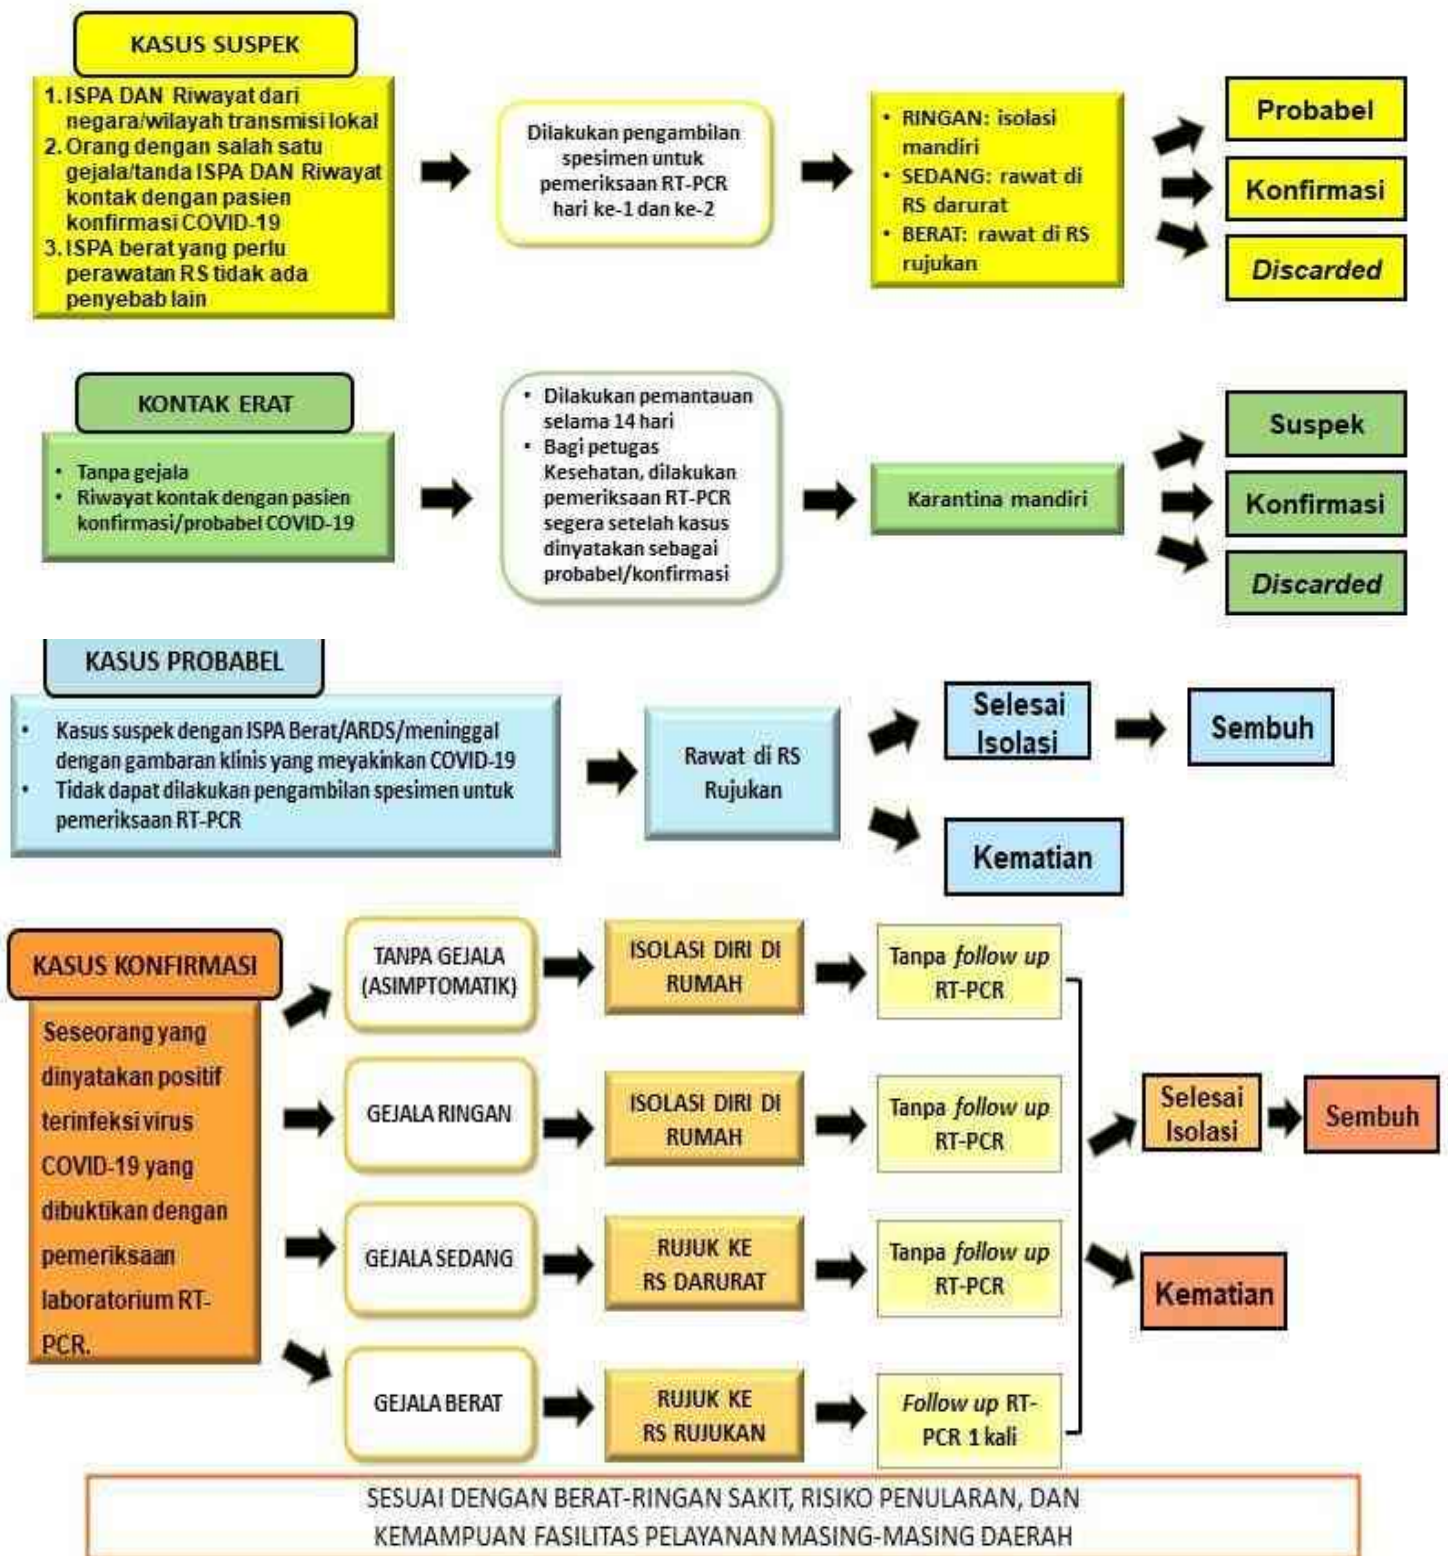 KASUS SUSPEK
1. ISPA DAN Riwayat dari
negara/wilayah transmisi lokal
2. Orang dengan salah satu
gejala/tanda ISPA DAN Riwayat
kontak dengan pasien
konfirmasi COVID-19
3. ISPA berat yang perlu
perawatan RS tidak ada
penyebab lain
Dilakukan pengambilan
spesimen untuk
pemeriksaan RT-PCR
hari ke-1 dan ke-2
• RINGAN: isolasi
mandiri
• SEDANG: rawat di
RS darurat
• BERAT: rawat di RS
rujukan
Probabel
Konfirmasi
Discarded
KONTAK ERAT
• Tanpa gejala
• Riwayat kontak dengan pasien
konfirmasi/probabel COVID-19
• Dilakukan pemantauan
selama 14 hari
• Bagi petugas
Kesehatan, dilakukan
pemeriksaan RT-PCR
segera setelah kasus
dinyatakan sebagai
probabel/konfirmasi
Karantina mandiri
Suspek
Konfirmasi
Discarded
KASUS PROBABEL
• Kasus suspek dengan ISPA Berat/ARDS/meninggal
dengan gambaran klinis yang meyakinkan COVID-19
• Tidak dapat dilakukan pengambilan spesimen untuk
pemeriksaan RT-PCR
Rawat di RS
Rujukan
Selesai
Isolasi
Sembuh
Kematian
KASUS KONFIRMASI
Seseorang yang
dinyatakan positif
terinfeksi virus
COVID-19 yang
dibuktikan dengan
pemeriksaan
laboratorium RT-
PCR.
TANPA GEJALA
(ASIMPTOMATIK)
ISOLASI DIRI DI
RUMAH
Tanpa follow up
RT-PCR
GEJALA RINGAN
ISOLASI DIRI DI
RUMAH
Tanpa follow up
RT-PCR
GEJALA SEDANG
RUJUK KE
RS DARURAT
Tanpa follow up
RT-PCR
GEJALA BERAT
RUJUK KE
RS RUJUKAN
Follow up RT-
PCR 1 kali
Selesai
Isolasi
Sembuh
Kematian
SESUAI DENGAN BERAT-RINGAN SAKIT, RISIKO PENULARAN, DAN
KEMAMPUAN FASILITAS PELAYANAN MASING-MASING DAERAH